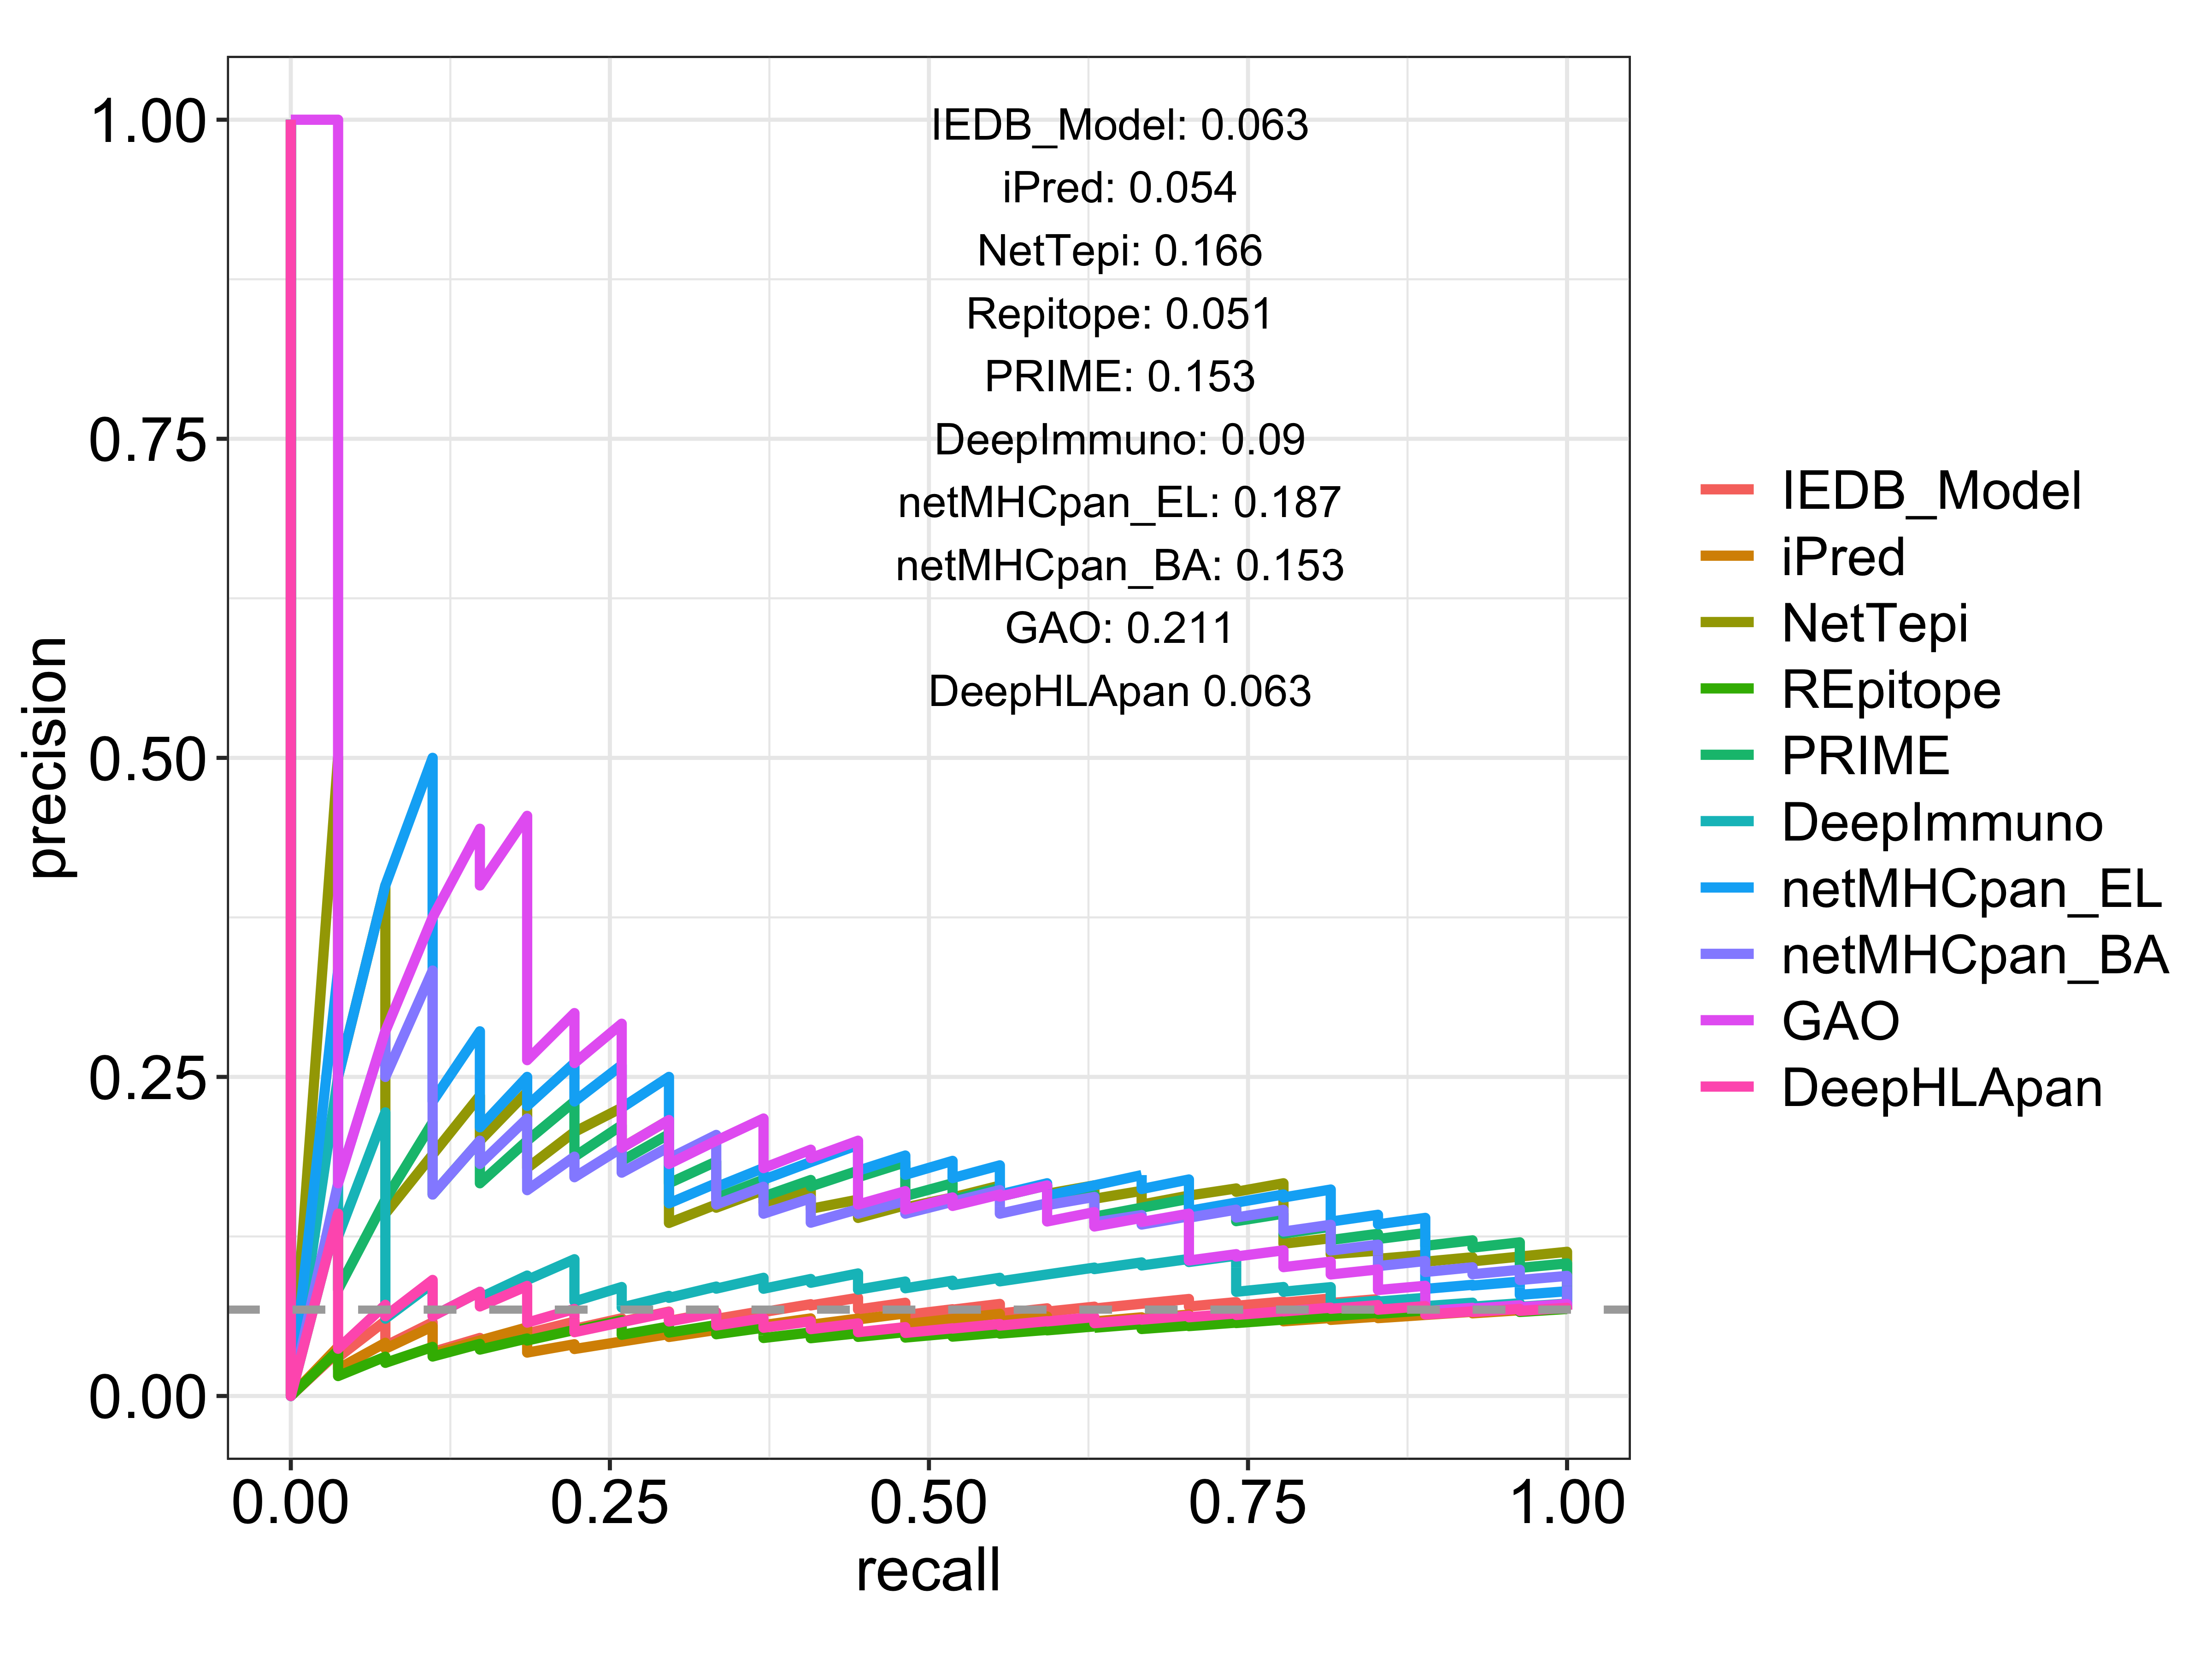 1.00
0.75
0.50
0.25
0.00
precision
0.00
0.25
0.50
0.75
1.00
recall
IEDB_Model: 0.063
iPred: 0.054
NetTepi: 0.166
Repitope: 0.051
PRIME: 0.153
DeepImmuno: 0.09
netMHCpan_EL: 0.187
netMHCpan_BA: 0.153
GAO: 0.211
DeepHLApan 0.063
IEDB_Model
iPred
NetTepi
REpitope
PRIME
DeepImmuno
netMHCpan_EL
netMHCpan_BA
GAO
DeepHLApan